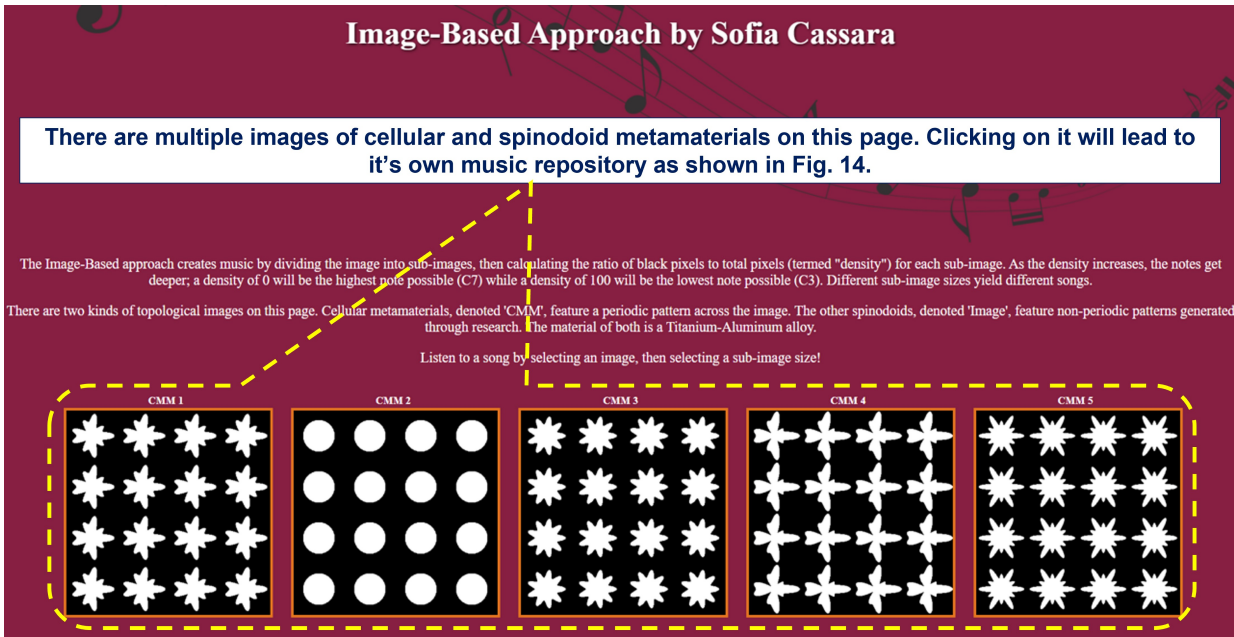 Image-Based Approach by Sofia Cassara
There are multiple images of cellular and spinodoid metamaterials on this page. Clicking on it will lead to
it's own music repository as shown in Fig. 14.
The Image-Based approach creates music by dividing the image into sub-images, then calculating the ratio of black pixels to total pixels (termed "density") for each sub-image. As the density increases, the notes get
deeper; a density of 0 will be the highest note possible (C7) while a density of 100 will be the lowest note possible (C3). Different sub-image sizes yield different songs.
There are two kinds of topological images on this page. Cellular metamaterials, denoted 'CMM', feature a periodic pattern across the image. The other spinodoids, denoted 'Image', feature non-periodic patterns generated
through research. The material of both is a Titanium-Aluminum alloy.
Listen to a song by selecting an image, then selecting a sub-image size!
CMM 1 CMM 2 CMM 3 CMM 4 CMM 5